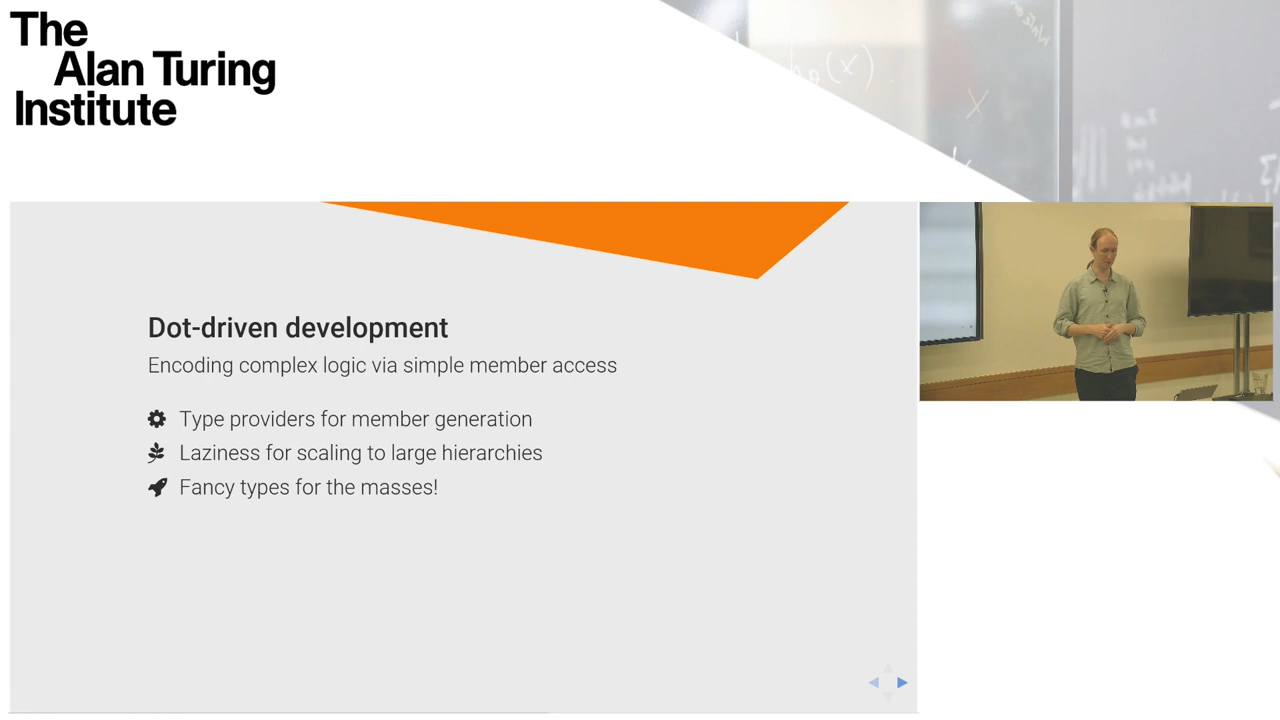 The
Alan Turing
Institute
Dot-driven development
Encoding complex logic via simple member access
Type providers for member generation
Laziness for scaling to large hierarchies
Fancy types for the masses!